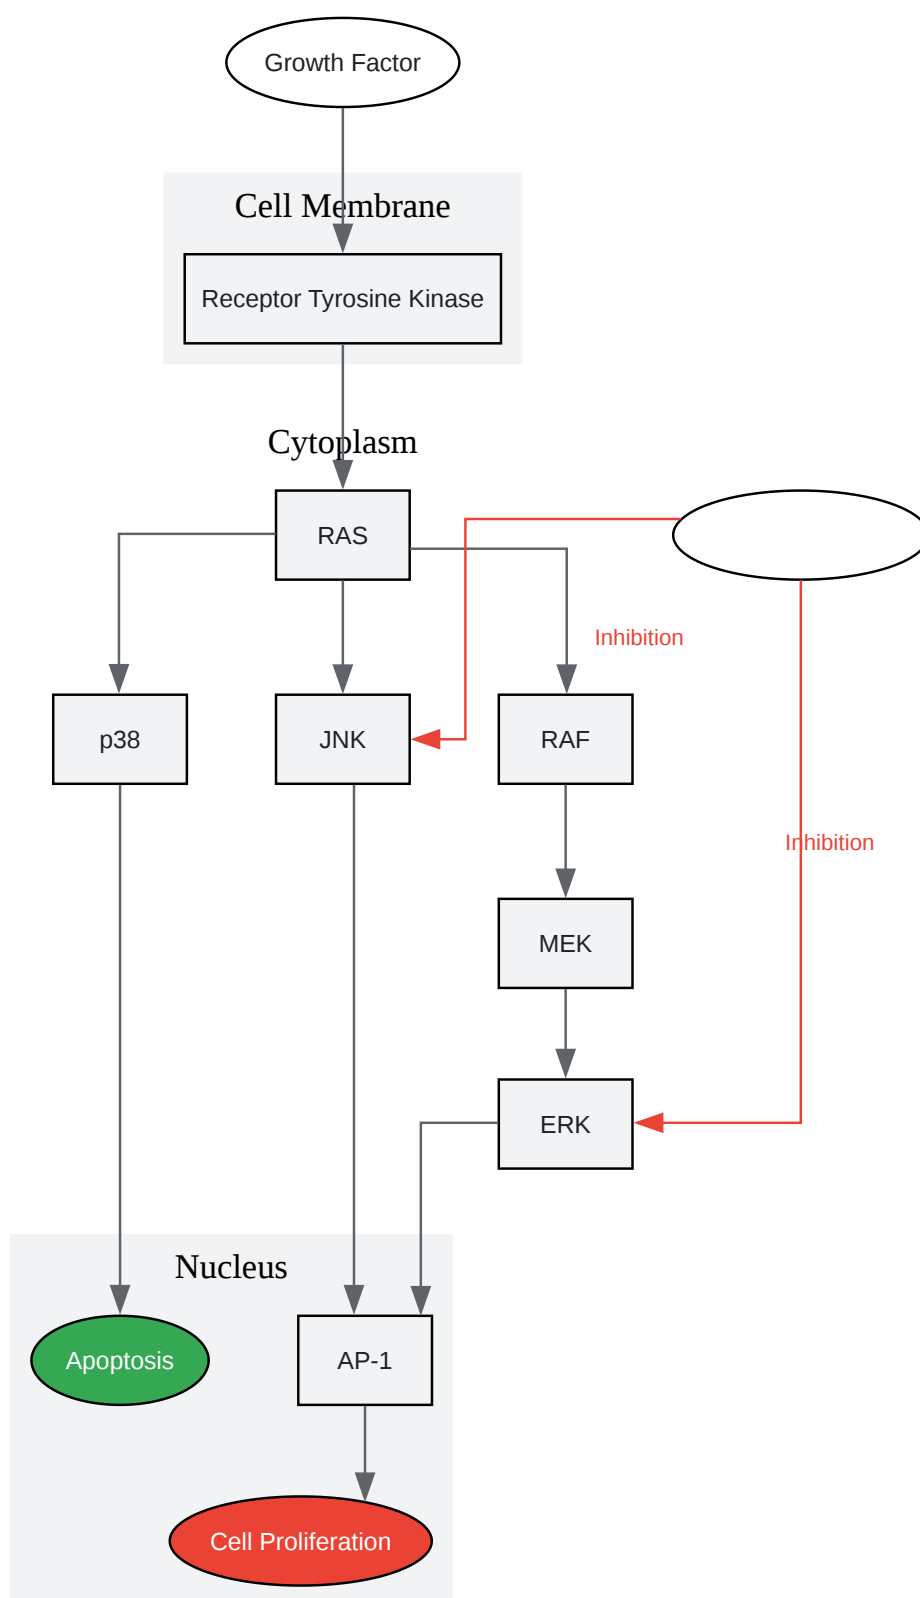 Growth Factor
Cell Membrane
Receptor Tyrosine Kinase
Cytoplasm
RAS
Inhibition
p38
JNK
RAF
Inhibition
MEK
ERK
Nucleus
Apoptosis
AP-1
Cell Proliferation